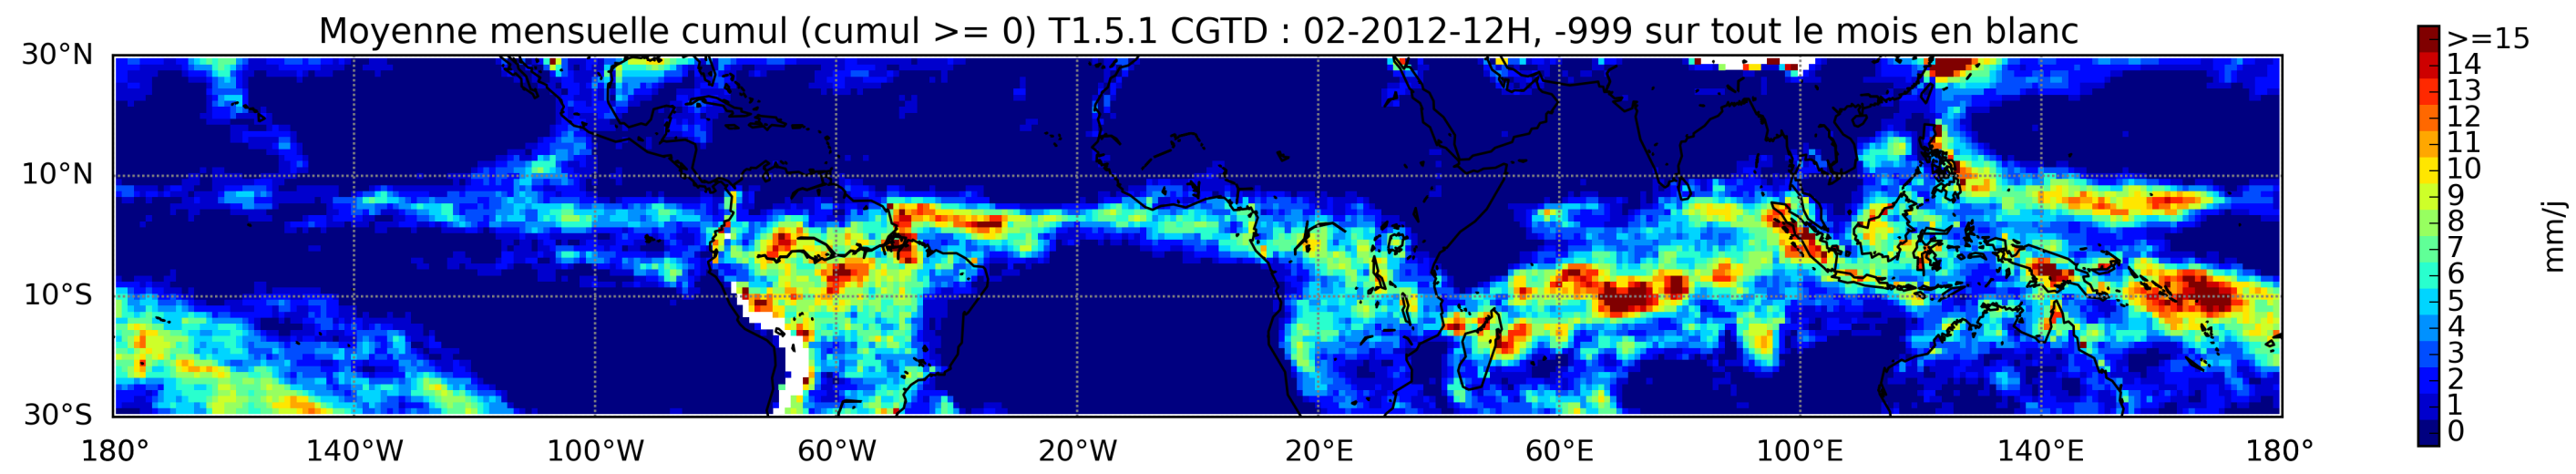 Moyenne mensuelle cumul (cumul >= 0) T1.5.1 CGTD : 02-2012-12H, -999 sur tout le mois en blanc
30°N
10°N
10°S
30°S
180° 140°W 100°W 60°W 20°W 20°E 60°E 100°E 140°E 180°
>=15
14
13
12
11
10
9
8
7
6
5
4
3
2
1
0
mm/j